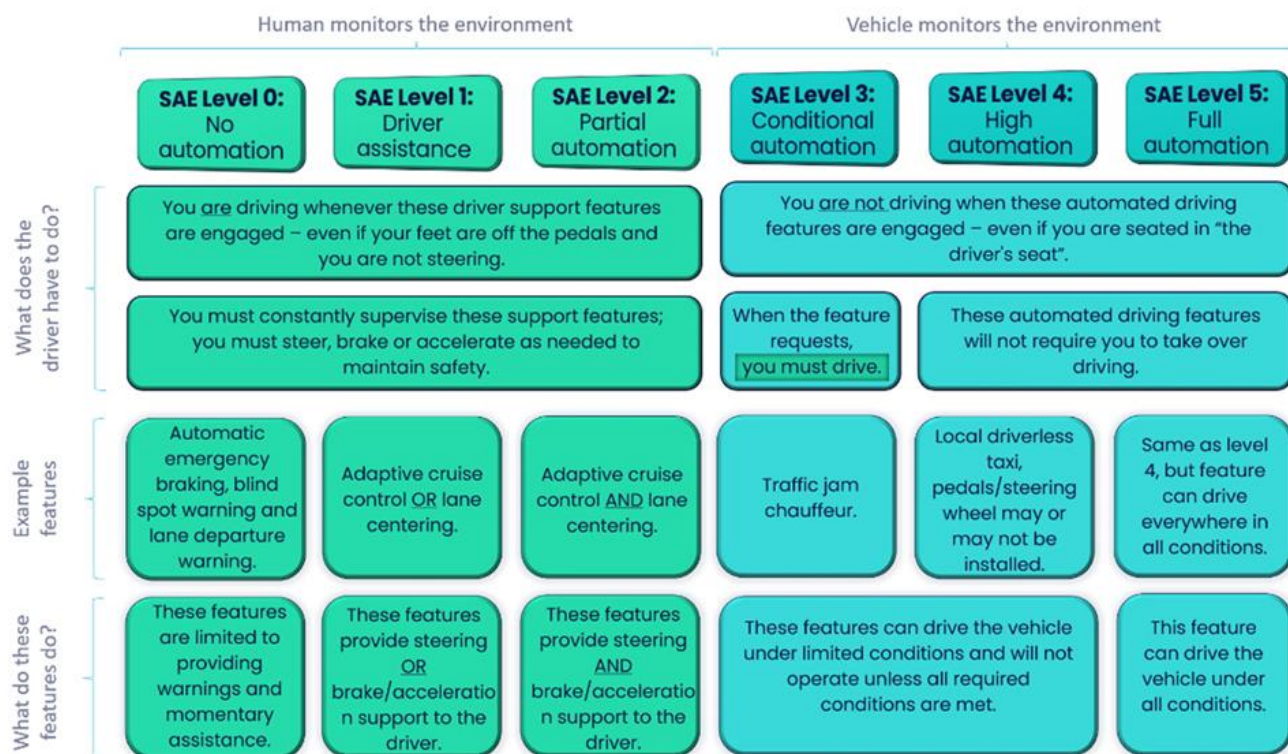 Human monitors the environment
Vehicle monitors the environment
SAE Level 0:
No
automation
SAE Level 1:
Driver
assistance
SAE Level 2:
Partial
automation
SAE Level 3:
Conditional
automation
SAE Level 4:
High
automation
SAE Level 5:
Full
automation
What does the
driver have to do?
You are driving whenever these driver support features
are engaged – even if your feet are off the pedals and
you are not steering.
You are not driving when these automated driving
features are engaged – even if you are seated in “the
driver's seat”.
You must constantly supervise these support features;
you must steer, brake or accelerate as needed to
maintain safety.
When the feature
requests,
you must drive.
These automated driving features
will not require you to take over
driving.
Example
features
Automatic
emergency
braking, blind
spot warning and
lane departure
warning.
Adaptive cruise
control OR lane
centering.
Adaptive cruise
control AND lane
centering.
Traffic jam
chauffeur.
Local driverless
taxi,
pedals/steering
wheel may or
may not be
installed.
Same as level
4, but feature
can drive
everywhere in
all conditions.
What do these
features do?
These features
are limited to
providing
warnings and
momentary
assistance.
These features
provide steering
OR
brake/acceleratio
n support to the
driver.
These features
provide steering
AND
brake/acceleratio
n support to the
driver.
These features can drive the vehicle
under limited conditions and will not
operate unless all required
conditions are met.
This feature
can drive the
vehicle under
all conditions.